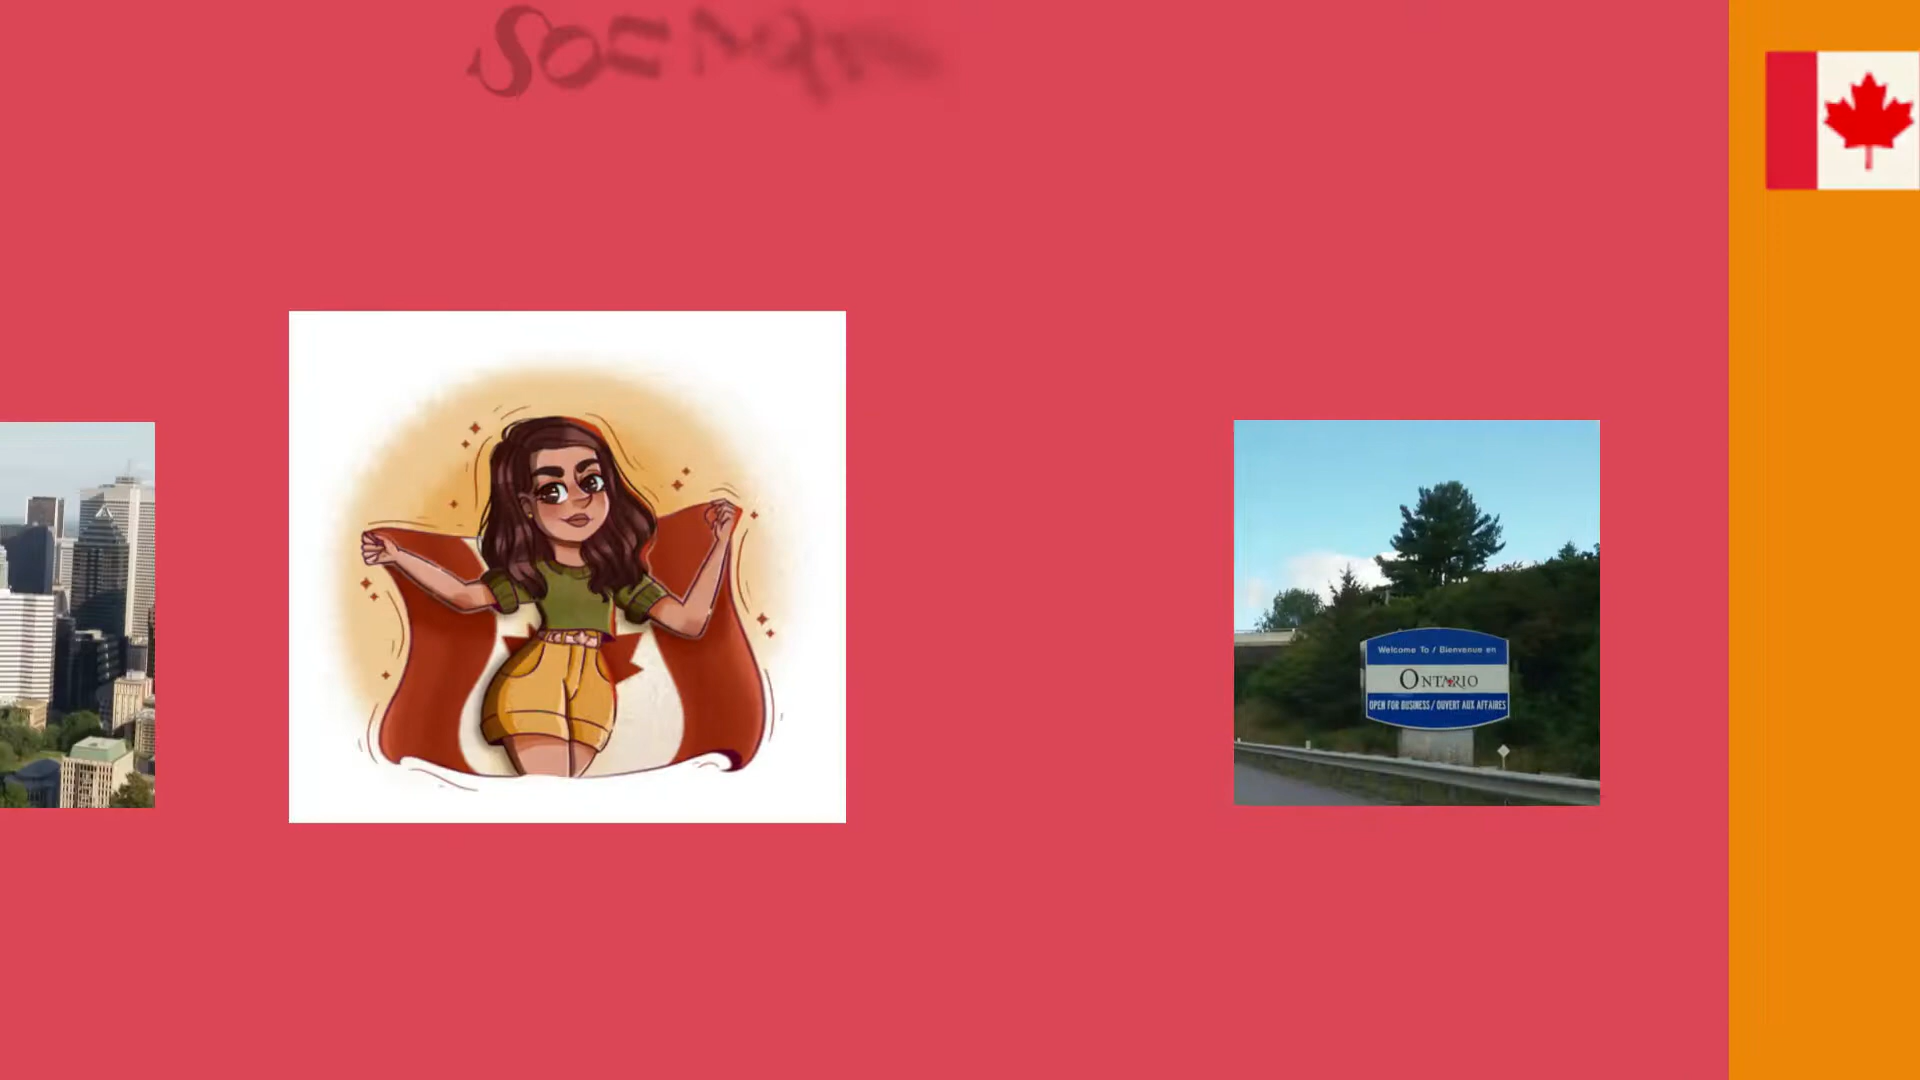 Welcome To / Bienvenue en
ONTARIO
OPEN FOR BUSINESS / OUVERT AUX AFFAIRES